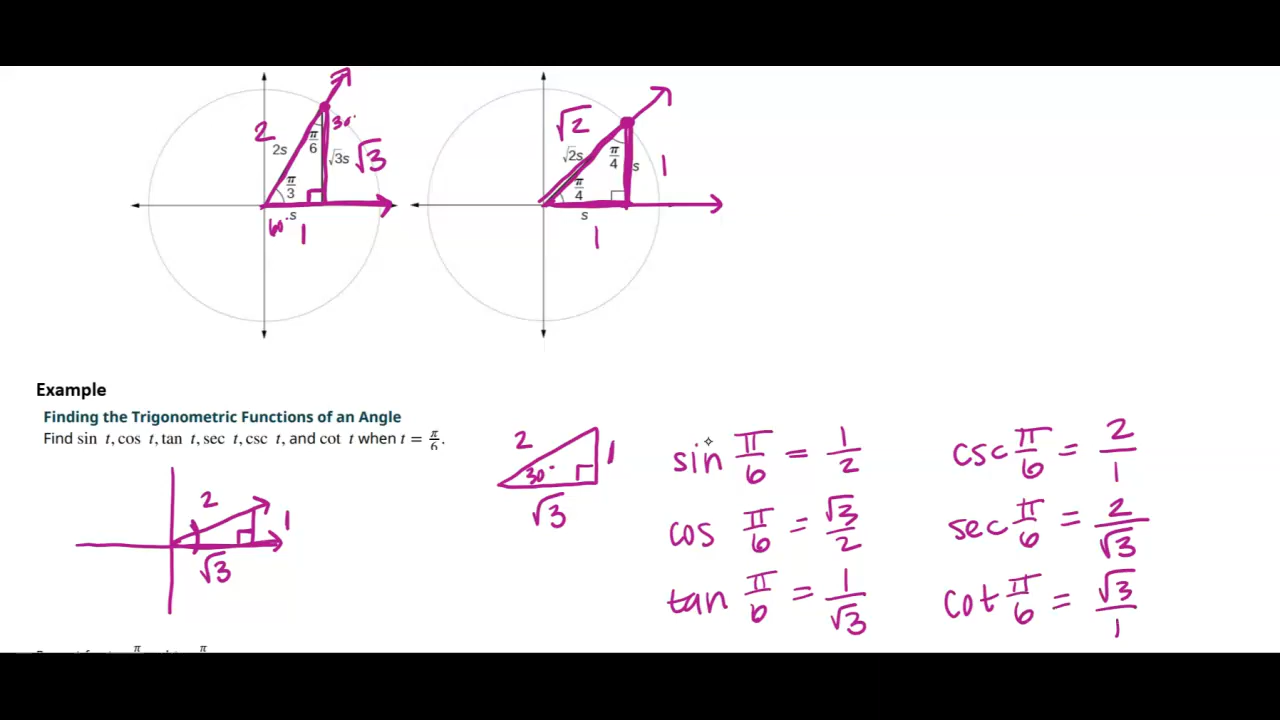 2
2s
π/6
30°
√3s
√3
π/3
60°
s
1
√2
√2s
π/4
s
1
π/4
s
1
Example
Finding the Trigonometric Functions of an Angle
Find sin t, cos t, tan t, sec t, csc t, and cot t when t = π/6.
2
1
√3
2
30°
1
√3
sin π/6 = 1/2
csc π/6 = 2/1
cos π/6 = √3/2
sec π/6 = 2/√3
tan π/6 = 1/√3
cot π/6 = √3/1